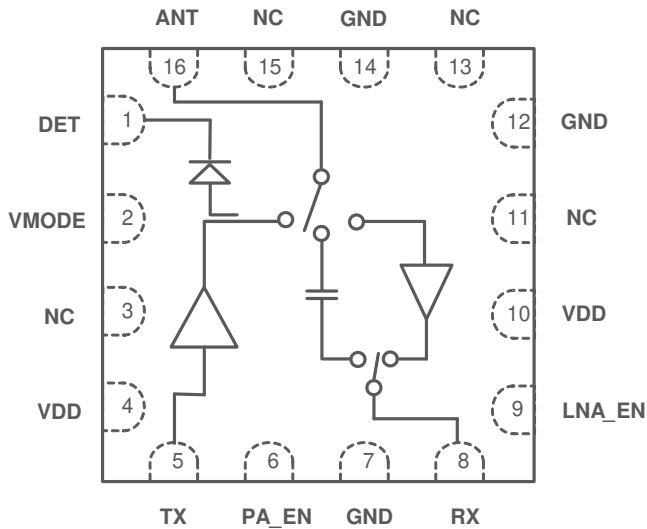 ANT NC GND NC
16 15 14 13
DET 1 12 GND
VMODE 2 11 NC
NC 3 10 VDD
VDD 4 9 LNA_EN
5 6 7 8
TX PA_EN GND RX